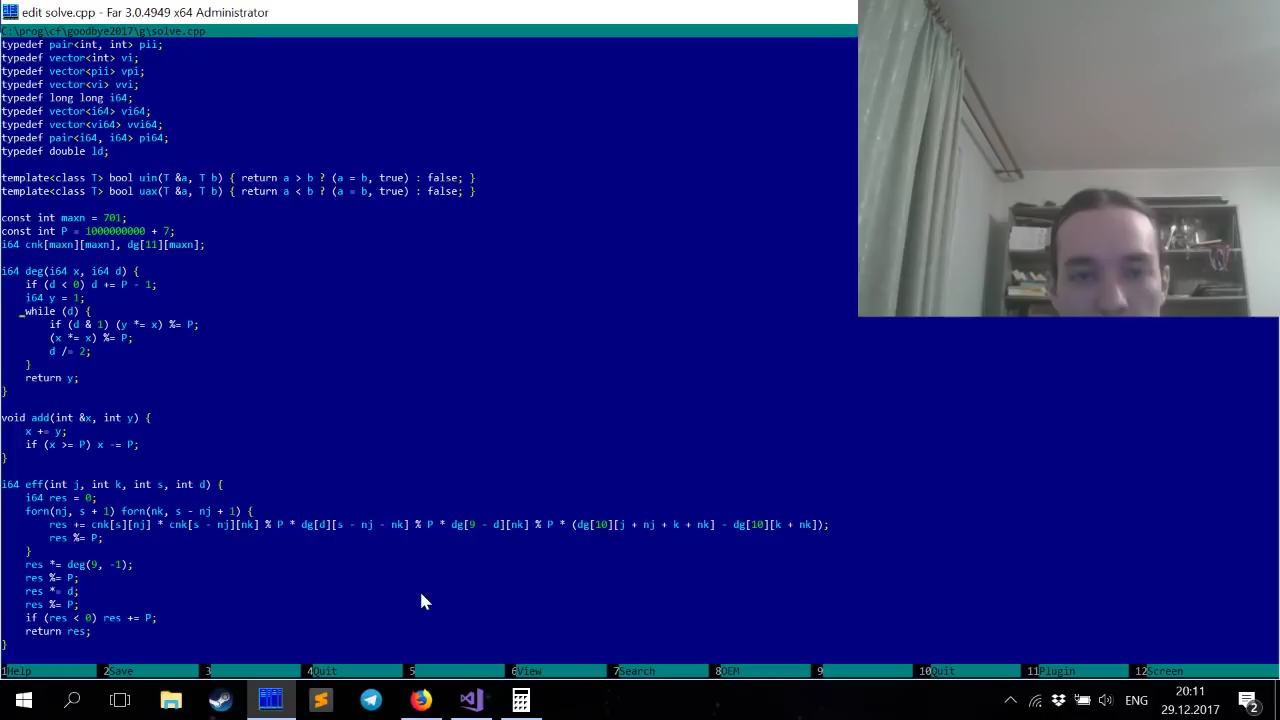 edit solve.cpp - Far 3.0.4949 x64 Administrator
C:\prog\cf\goodbye2017\g\solve.cpp
typedef pair<int, int> pii;
typedef vector<int> vi;
typedef vector<pii> vpi;
typedef vector<vi> vvi;
typedef long long i64;
typedef vector<i64> vi64;
typedef vector<vi64> vvi64;
typedef pair<i64, i64> pi64;
typedef double ld;
template<class T> bool uin(T &a, T b) { return a > b ? (a = b, true) : false; }
template<class T> bool uax(T &a, T b) { return a < b ? (a = b, true) : false; }
const int maxn = 701;
const int P = 1000000000 + 7;
i64 cnk[maxn][maxn], dg[11][maxn];
i64 deg(i64 x, i64 d) {
if (d < 0) d += P - 1;
i64 y = 1;
while (d) {
if (d & 1) (y *= x) %= P;
(x *= x) %= P;
d /= 2;
}
return y;
}
void add(int &x, int y) {
x += y;
if (x >= P) x -= P;
}
i64 eff(int j, int k, int s, int d) {
i64 res = 0;
forn(nj, s + 1) forn(nk, s - nj + 1) {
res += cnk[s][nj] * cnk[s - nj][nk] % P * dg[d][s - nj - nk] % P * dg[9 - d][nk] % P * (dg[10][j + nj + k + nk] - dg[10][k + nk]);
res %= P;
}
res *= deg(9, -1);
res %= P;
res *= d;
res %= P;
if (res < 0) res += P;
return res;
}
1Help 2Save 3 4Quit 5 6View 7Search 8OEM 9 10Quit 11Plugin 12Screen
ENG
20:11
29.12.2017
2